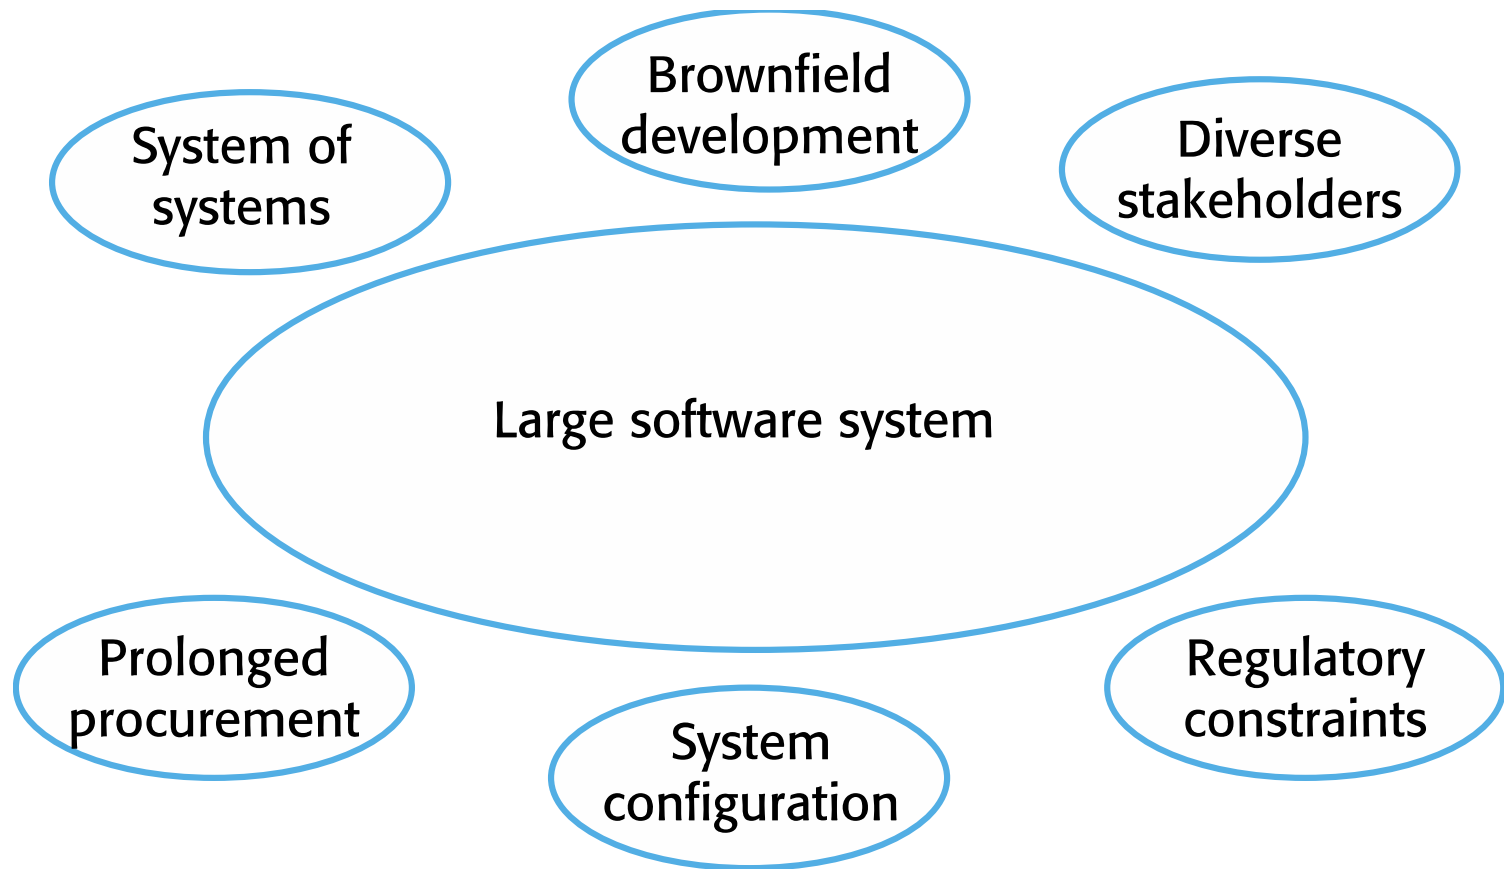 Brownfield
development
System of
systems
Diverse
stakeholders
Large software system
Prolonged
procurement
System
configuration
Regulatory
constraints